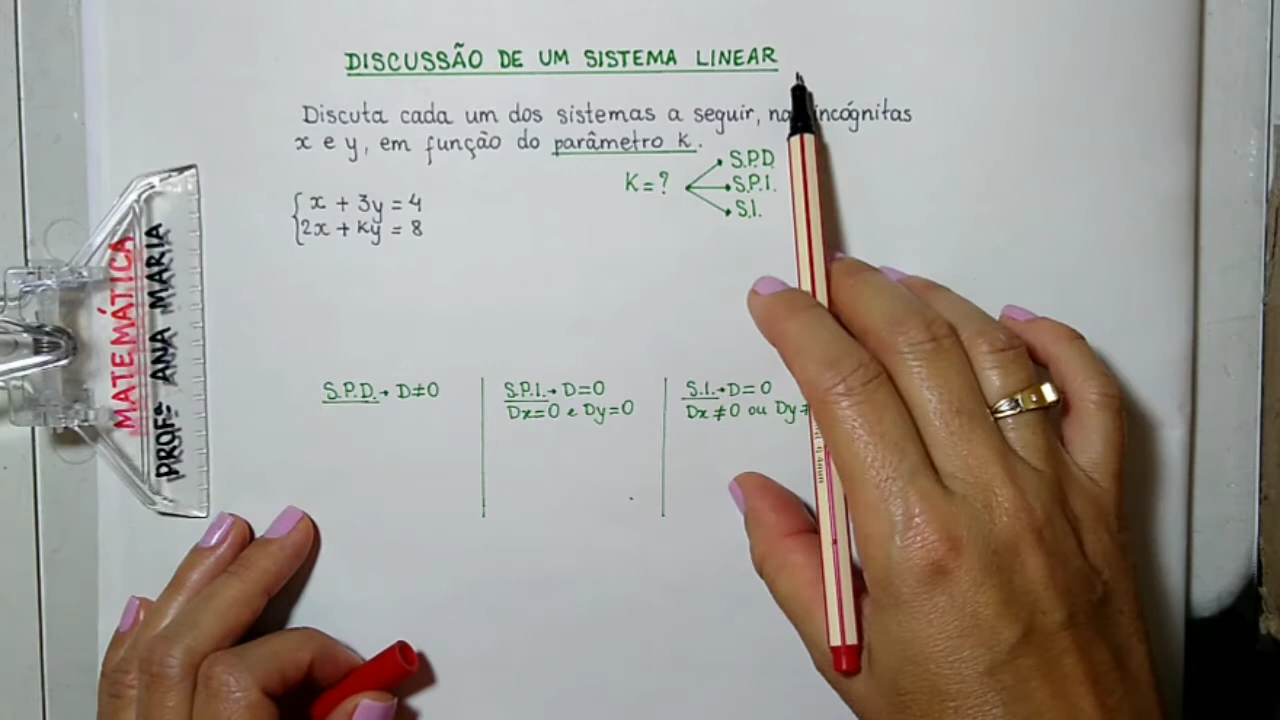 DISCUSSÃO DE UM SISTEMA LINEAR
Discuta cada um dos sistemas a seguir, incógnitas
x e y, em função do parâmetro k.
K = ?
S.P.D.
S.P.I.
S.I.
x + 3y = 4
2x + Ky = 8
MATEMÁTICA
PROFª ANA MARIA
S.P.D. → D≠0
S.P.I. → D=0
Dx=0 e Dy=0
S.I. → D=0
Dx ≠ 0 ou Dy